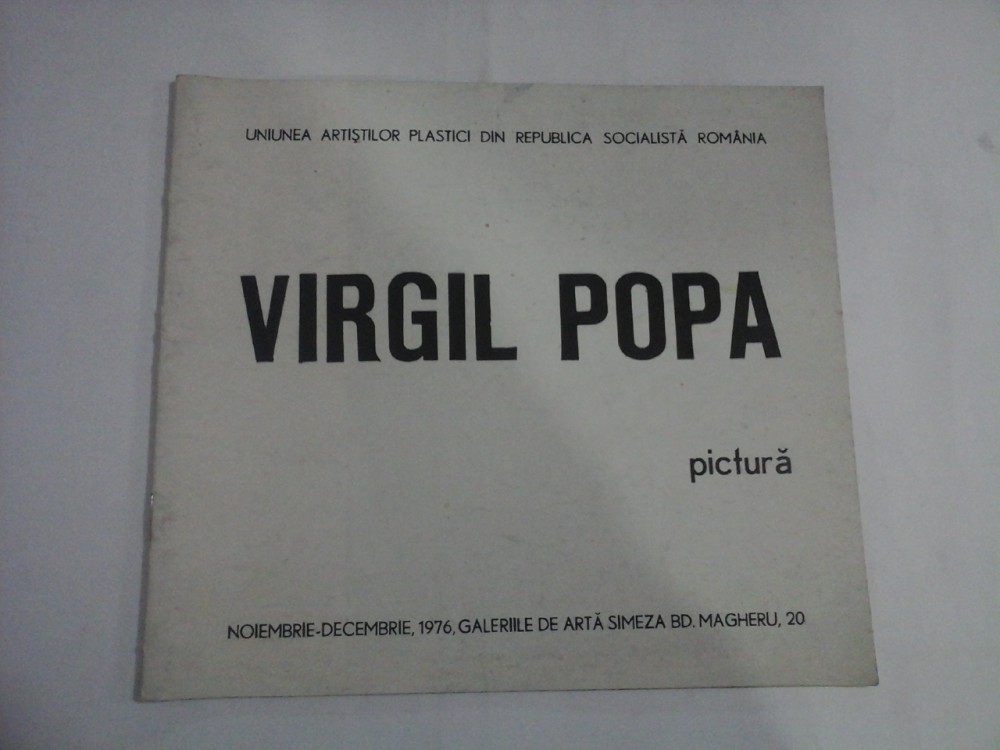 UNIUNEA ARTIȘTILOR PLASTICI DIN REPUBLICA SOCIALISTĂ ROMÂNIA
VIRGIL POPA
pictură
NOIEMBRIE-DECEMBRIE, 1976, GALERIILE DE ARTĂ SIMEZA BD. MAGHERU, 20